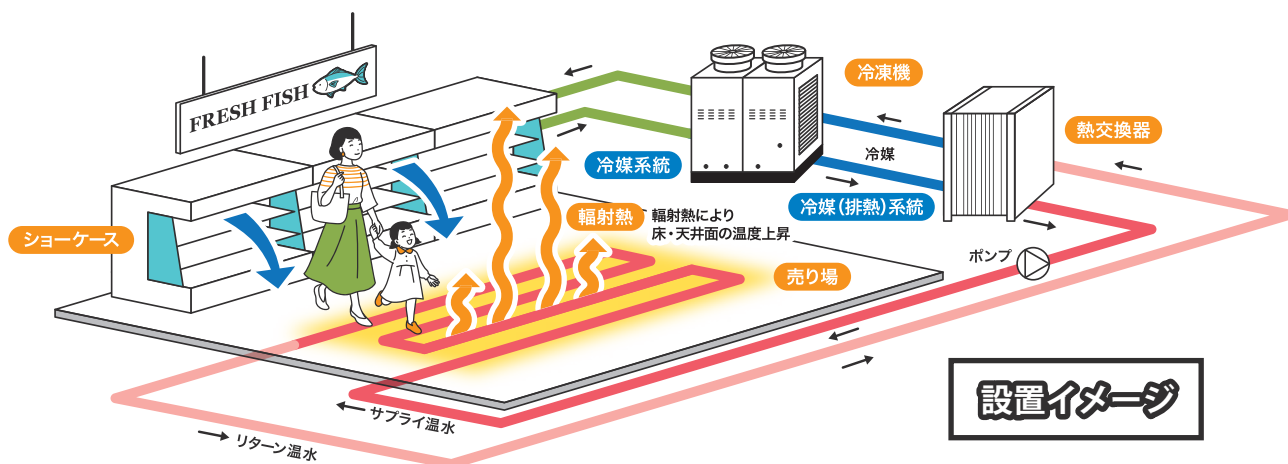 FRESH FISH
冷凍機
熱交換器
冷媒
冷媒系統
冷媒(排熱)系統
ショーケース
輻射熱
輻射熱により
床・天井面の温度上昇
ポンプ
売り場
サプライ温水
リターン温水
設置イメージ